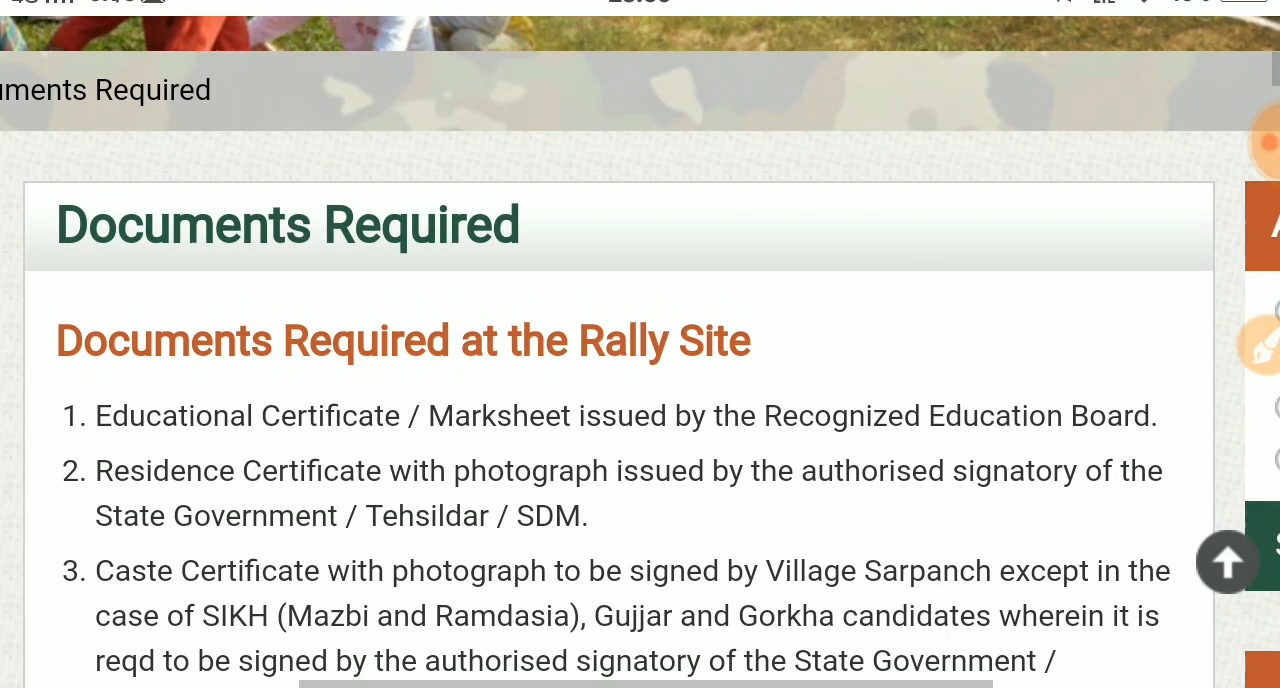 Documents Required
Documents Required
Documents Required at the Rally Site
1. Educational Certificate / Marksheet issued by the Recognized Education Board.
2. Residence Certificate with photograph issued by the authorised signatory of the
State Government / Tehsildar / SDM.
3. Caste Certificate with photograph to be signed by Village Sarpanch except in the
case of SIKH (Mazbi and Ramdasia), Gujjar and Gorkha candidates wherein it is
reqd to be signed by the authorised signatory of the State Government /